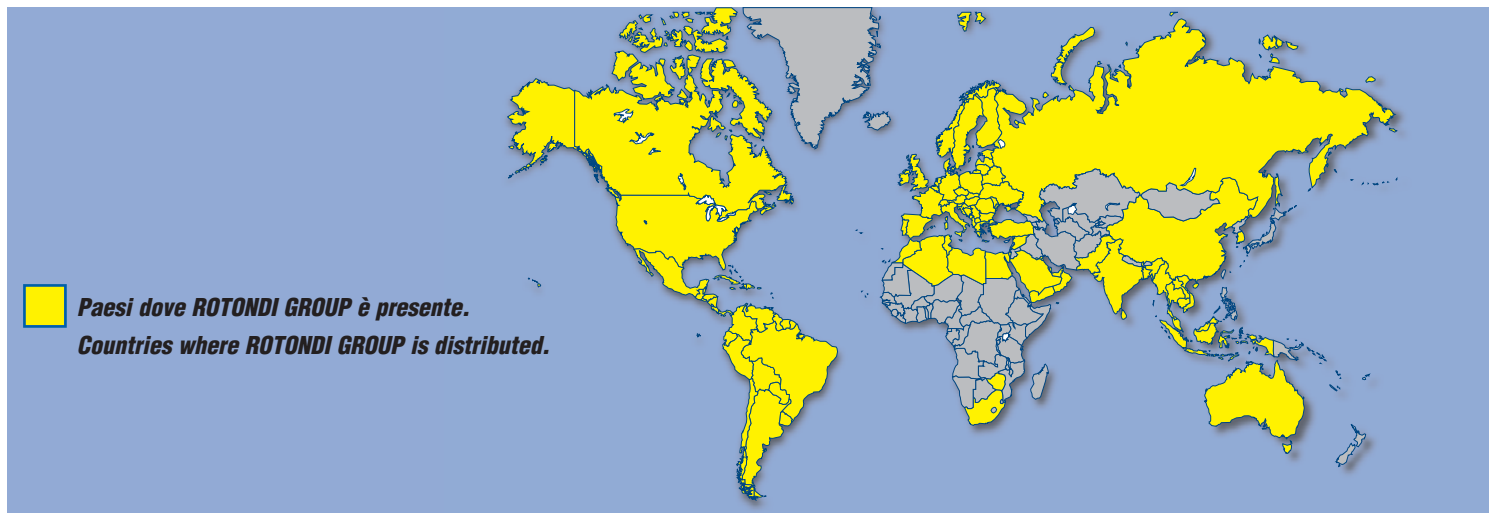 Paesi dove ROTONDI GROUP è presente.
Countries where ROTONDI GROUP is distributed.